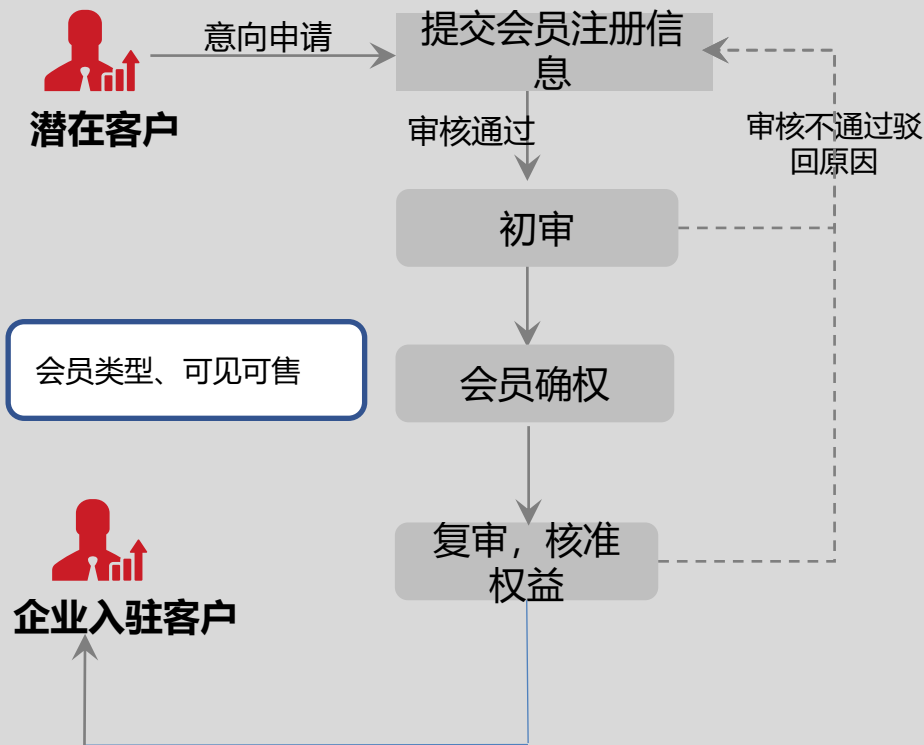 意向申请
提交会员注册信
息
潜在客户
审核通过
审核不通过驳
回原因
初审
会员类型、可见可售
会员确权
复审，核准
权益
企业入驻客户